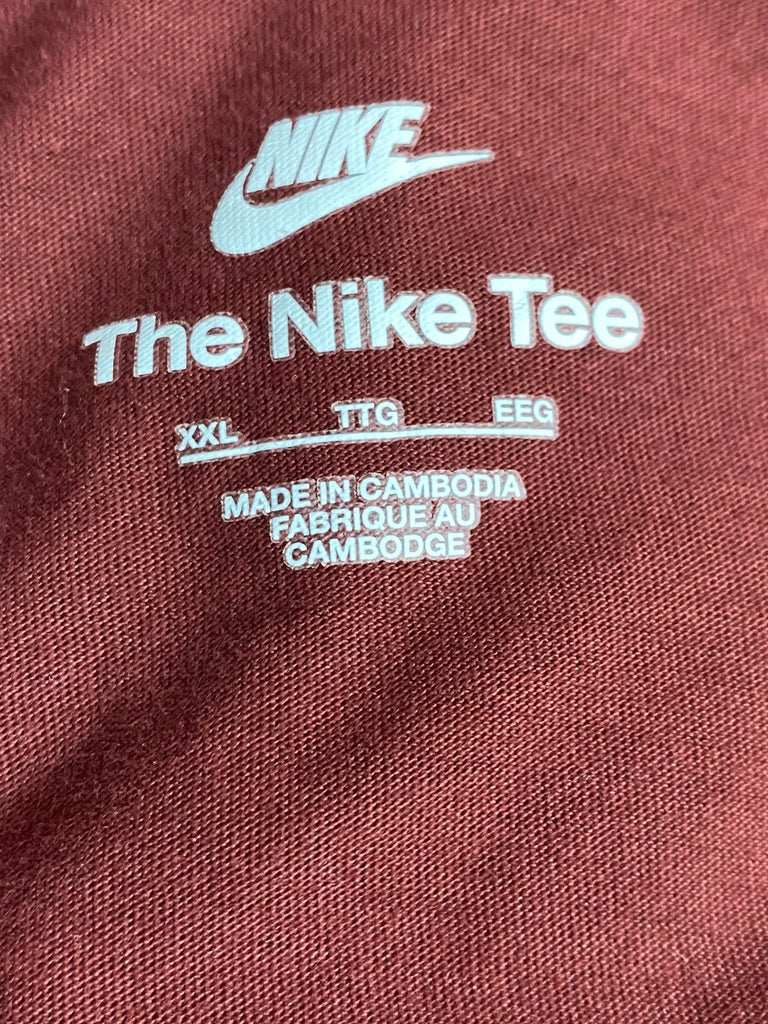 NIKE
The Nike Tee
XXL TTG EEG
MADE IN CAMBODIA
FABRIQUE AU
CAMBODGE